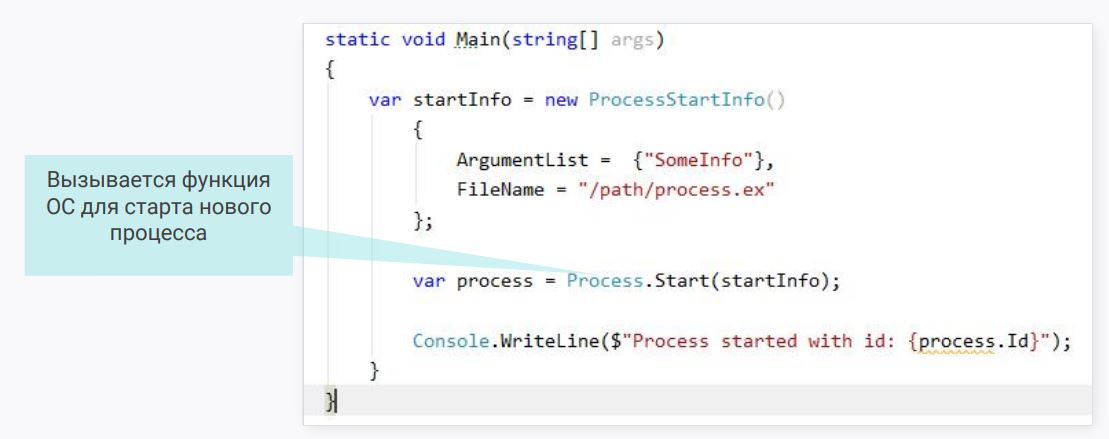 static void Main(string[] args)
{
var startInfo = new ProcessStartInfo()
{
ArgumentList = {"SomeInfo"},
FileName = "/path/process.ex"
};
Вызывается функция
ОС для старта нового
процесса
var process = Process.Start(startInfo);
Console.WriteLine($"Process started with id: {process.Id}");
}
}